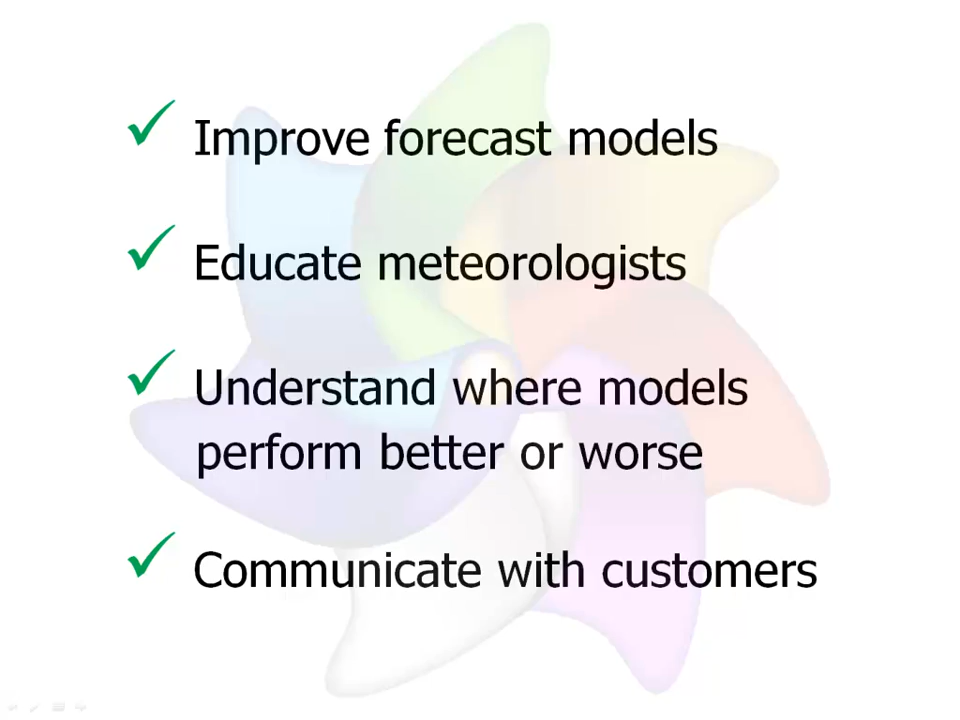 ✓ Improve forecast models
✓ Educate meteorologists
✓ Understand where models
perform better or worse
✓ Communicate with customers